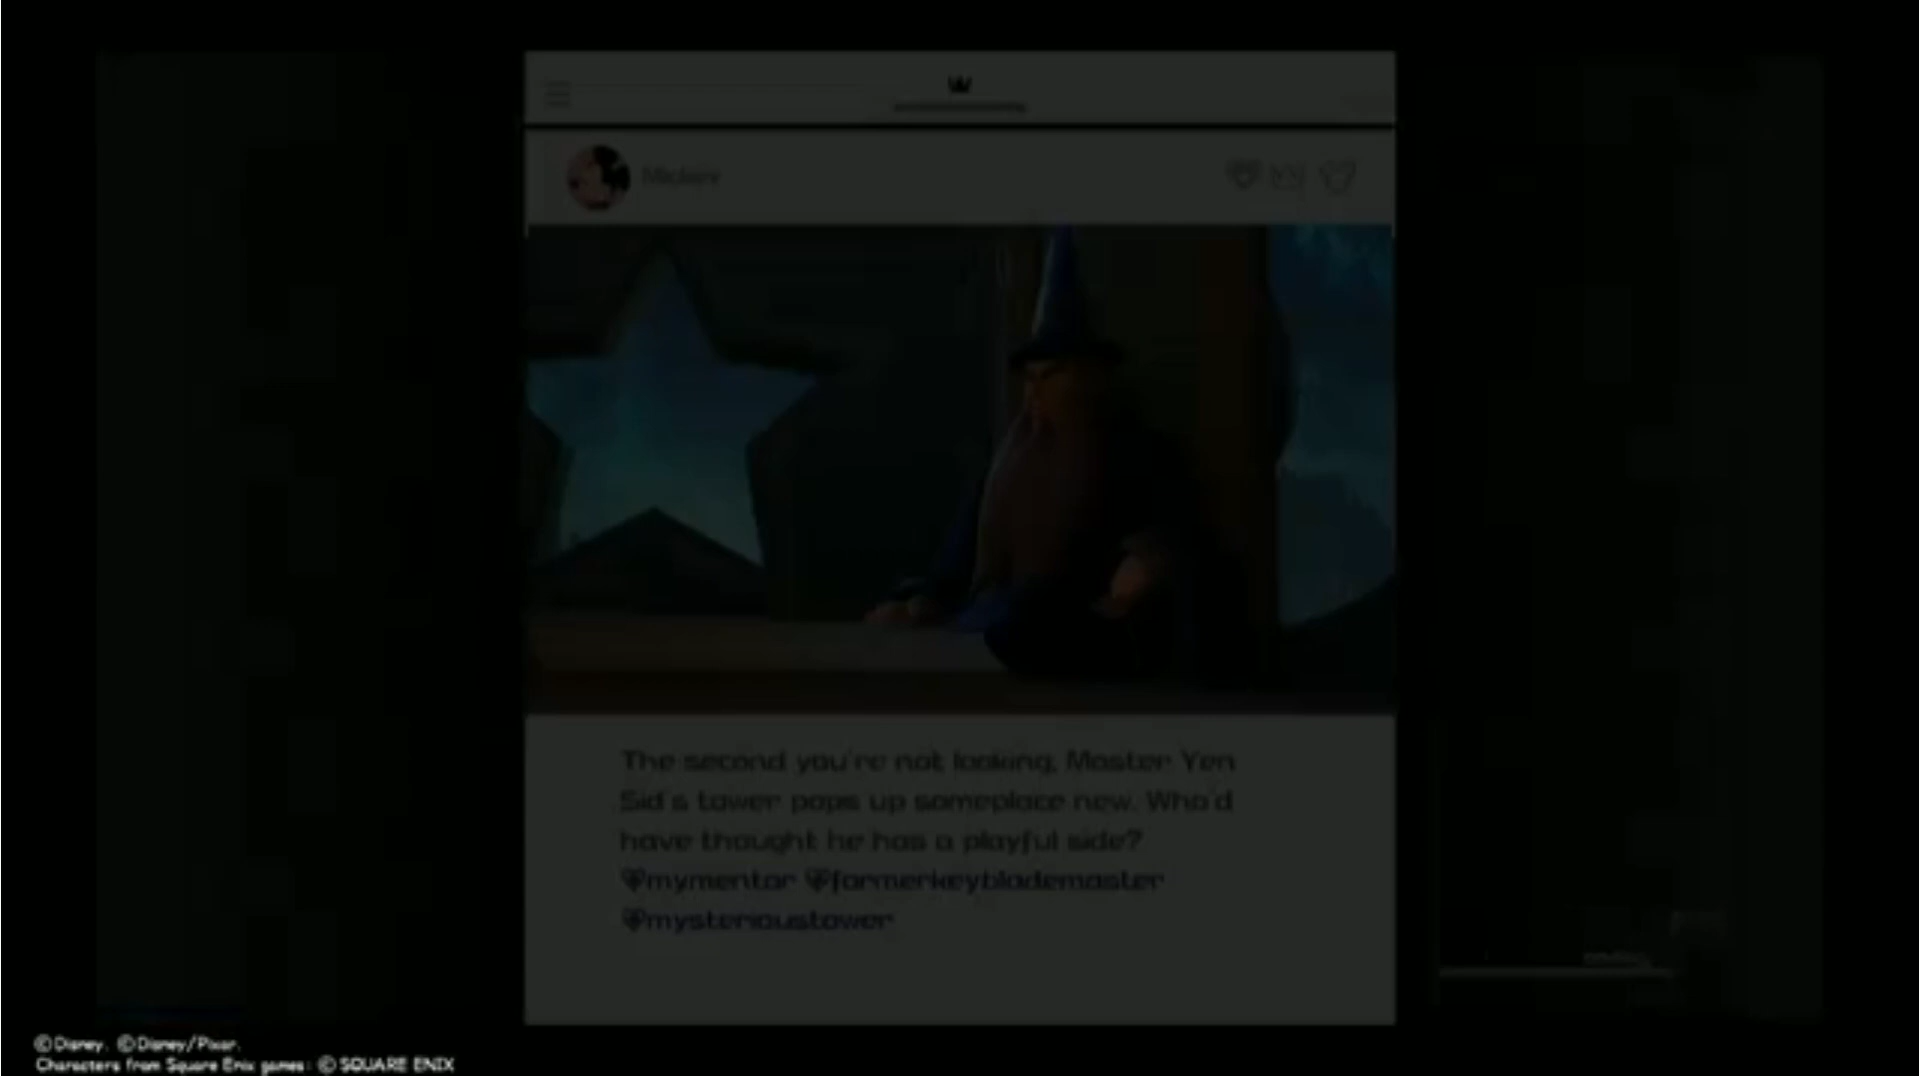 Mickey
The second you're not looking, Master Yen
Sid's tower pops up someplace new. Who'd
have thought he has a playful side?
mymentor formerkeyblademaster
mysterioustower
©Disney. ©Disney/Pixar.
Characters from Square Enix games: © SQUARE ENIX